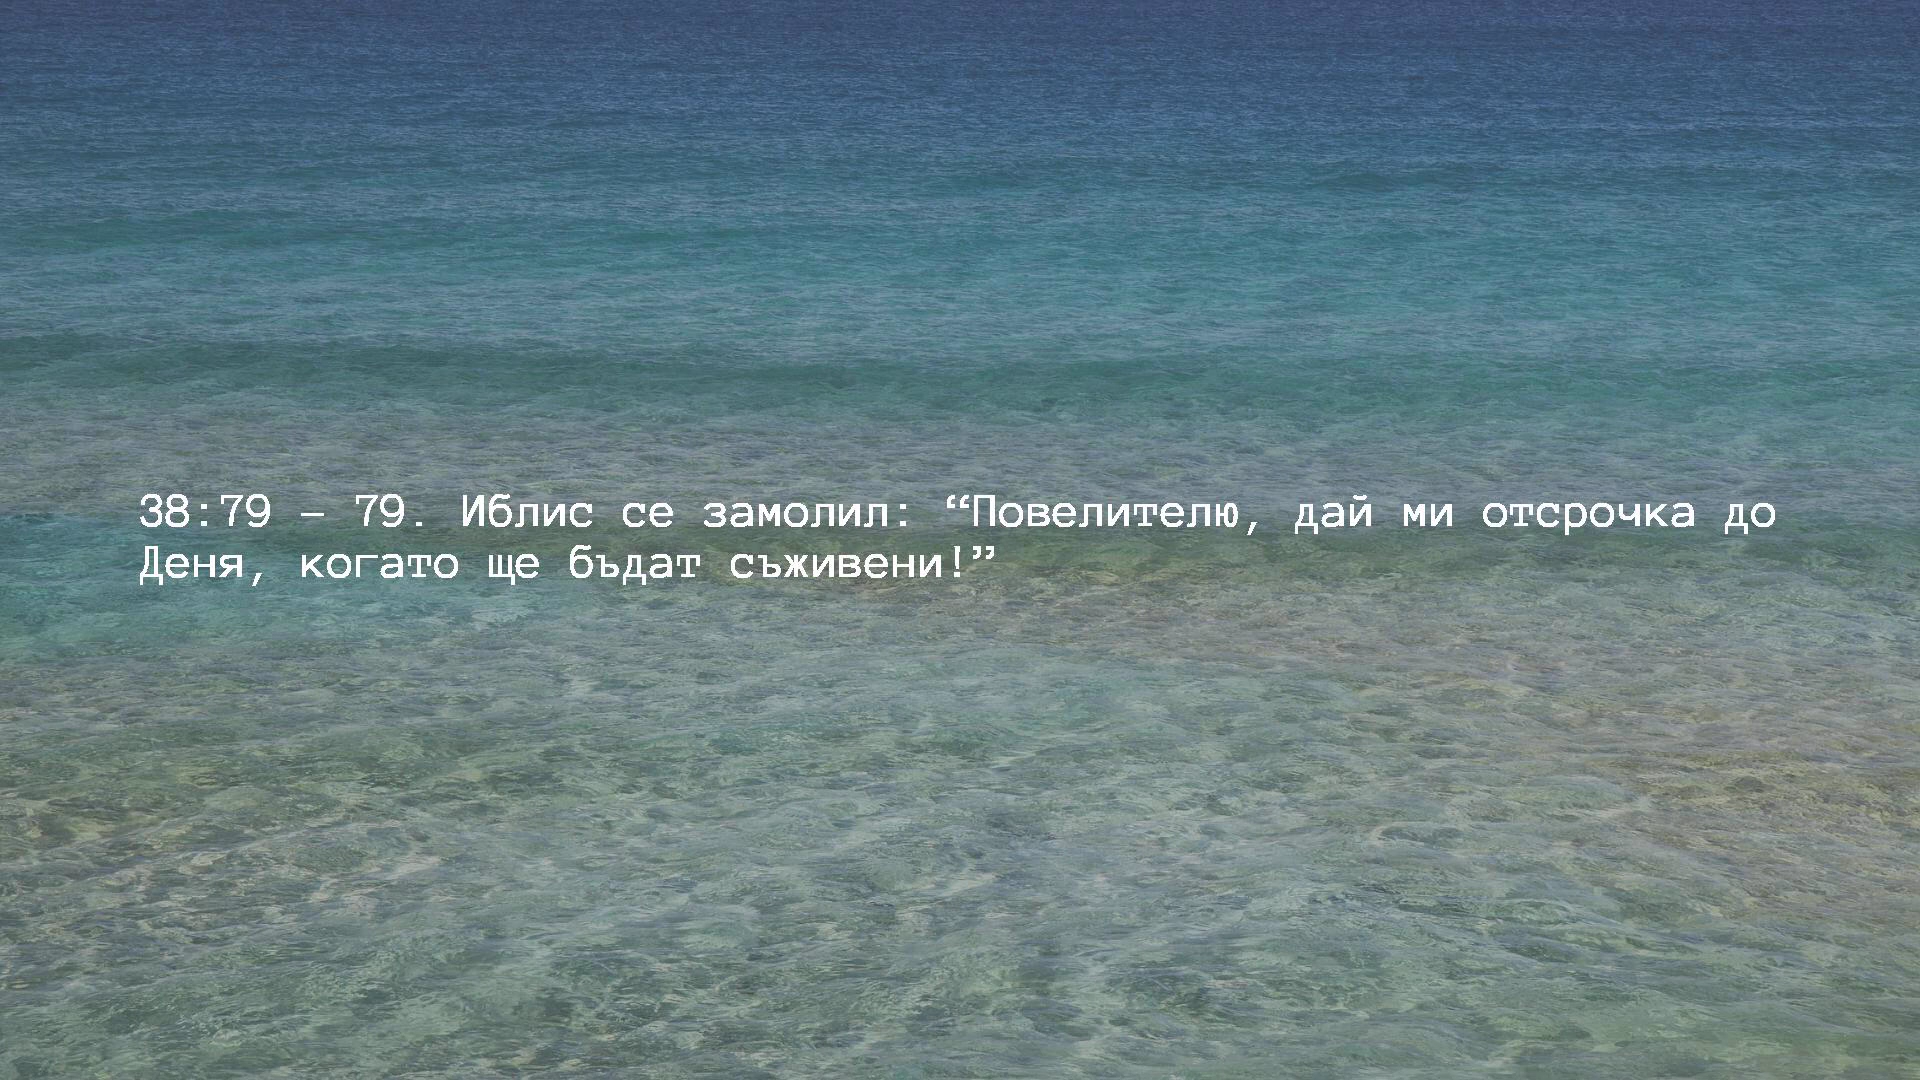 38:79 – 79. Иблис се замолил: “Повелителю, дай ми отсрочка до
Деня, когато ще бъдат съживени!”